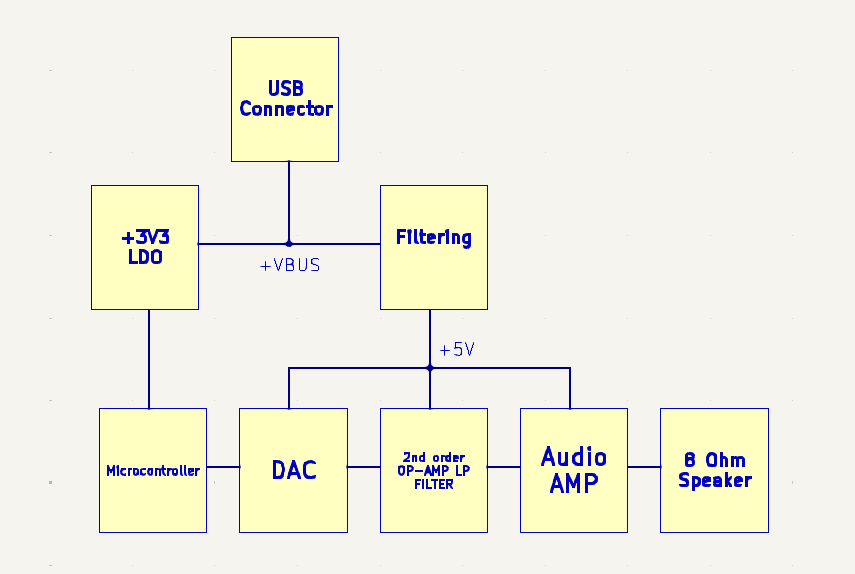 USB
Connector
+3V3
LDO
Filtering
+VBUS
+5V
Microcontroller
DAC
2nd order
OP-AMP LP
FILTER
Audio
AMP
8 Ohm
Speaker